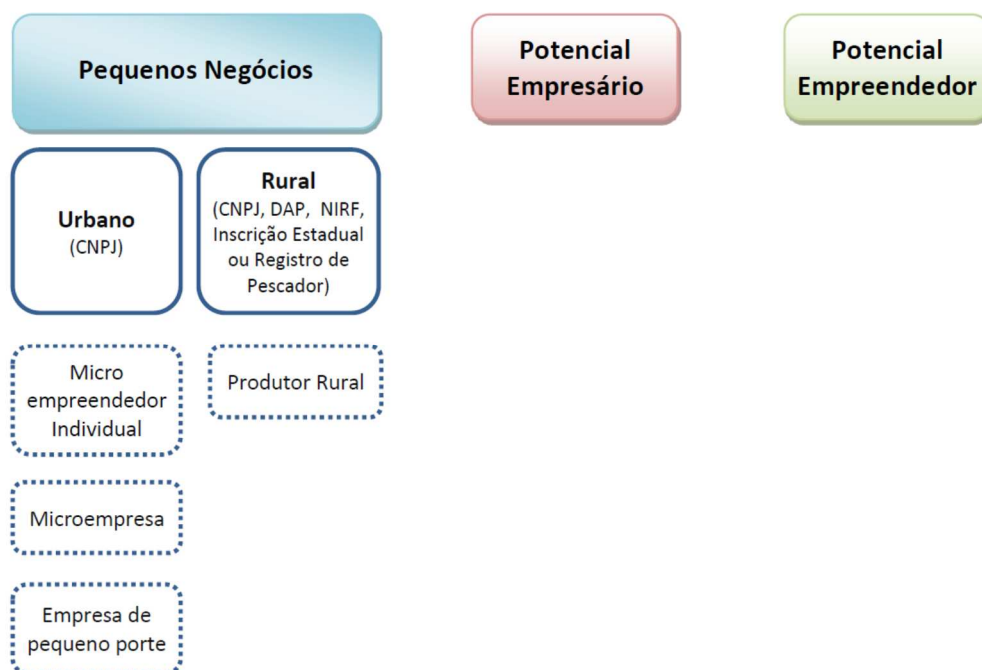 Pequenos Negócios
Potencial
Empresário
Potencial
Empreendedor
Urbano
(CNPJ)
Rural
(CNPJ, DAP, NIRF,
Inscrição Estadual
ou Registro de
Pescador)
Micro
empreendedor
Individual
Produtor Rural
Microempresa
Empresa de
pequeno porte